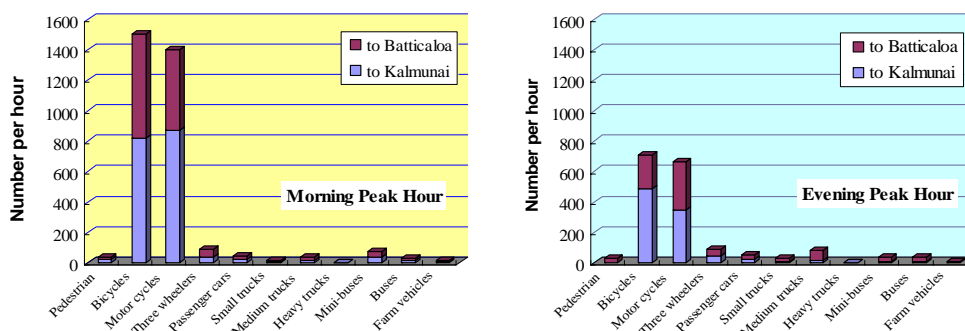 1600
1400
1200
1000
800
600
400
200
0
Number per hour
to Batticaloa
to Kalmunai
Morning Peak Hour
Pedestrian
Bicycles
Motor cycles
Three wheelers
Passenger cars
Small trucks
Medium trucks
Heavy trucks
Mini-buses
Buses
Farm vehicles
1600
1400
1200
1000
800
600
400
200
0
Number per hour
to Batticaloa
to Kalmunai
Evening Peak Hour
Pedestrian
Bicycles
Motor cycles
Three wheelers
Passenger cars
Small trucks
Medium trucks
Heavy trucks
Mini-buses
Buses
Farm vehicles